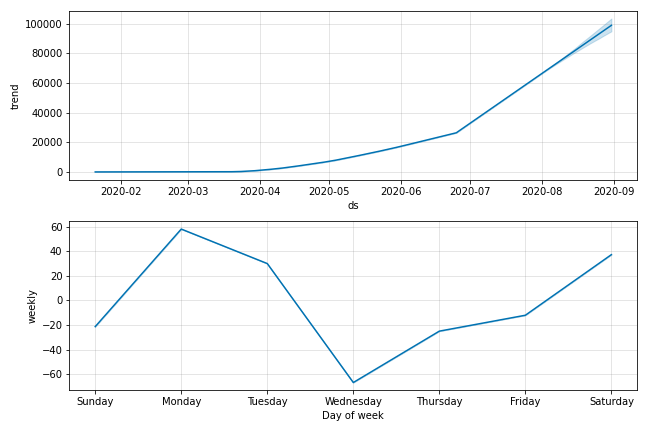 100000
80000
60000
40000
20000
0
trend
2020-02 2020-03 2020-04 2020-05 2020-06 2020-07 2020-08 2020-09
ds
60
40
20
0
−20
−40
−60
weekly
Sunday Monday Tuesday Wednesday Thursday Friday Saturday
Day of week